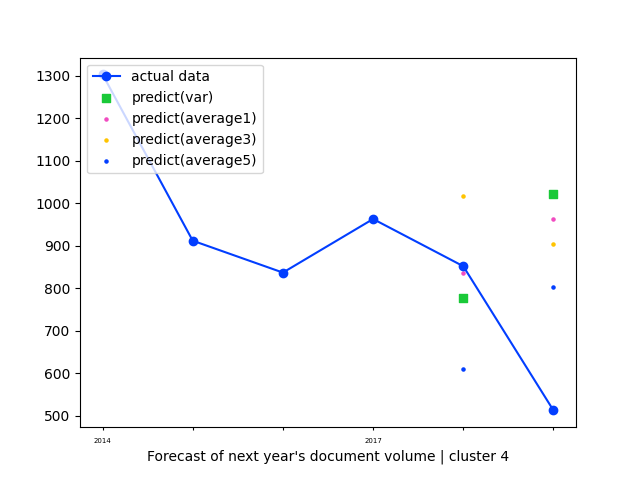 1300
1200
1100
1000
900
800
700
600
500
actual data
predict(var)
predict(average1)
predict(average3)
predict(average5)
2014
2017
Forecast of next year's document volume | cluster 4